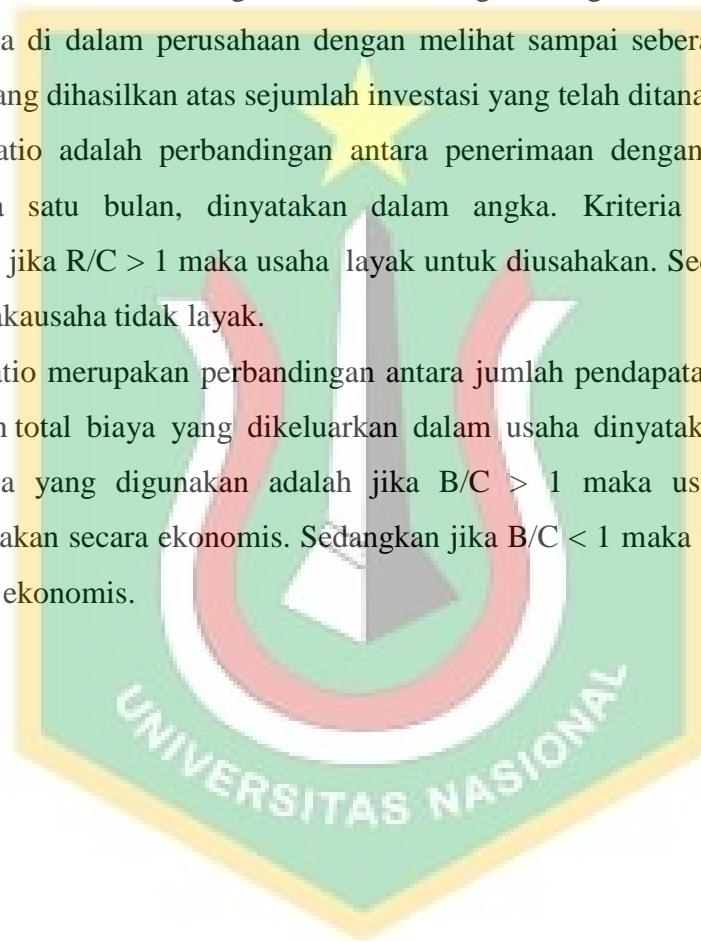 a di dalam perusahaan dengan melihat sampai sebera
ang dihasilkan atas sejumlah investasi yang telah ditana
atio adalah perbandingan antara penerimaan dengan
a satu bulan, dinyatakan dalam angka. Kriteria
jika R/C > 1 maka usaha layak untuk diusahakan. Se
akausaha tidak layak.
atio merupakan perbandingan antara jumlah pendapata
n total biaya yang dikeluarkan dalam usaha dinyatak
a yang digunakan adalah jika B/C > 1 maka us
akan secara ekonomis. Sedangkan jika B/C < 1 maka
ekonomis.
UNIVERSITAS NASIONAL